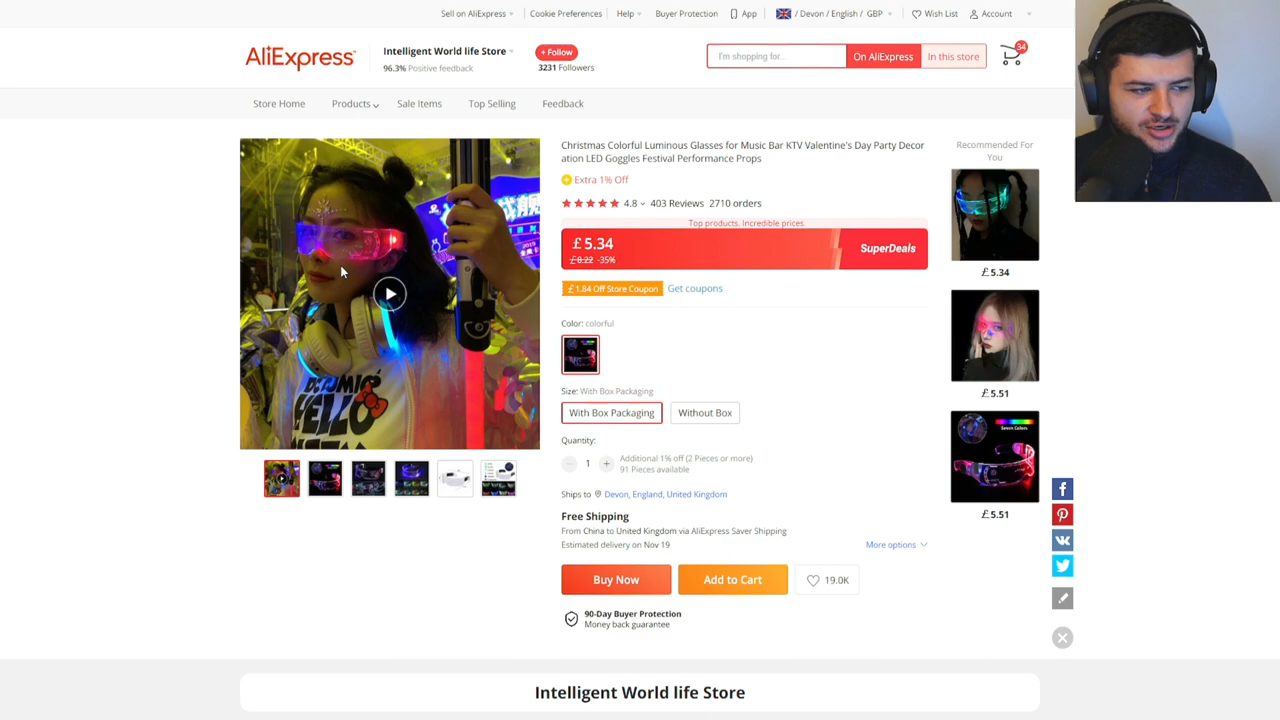 Sell on AliExpress
Cookie Preferences
Help
Buyer Protection
App
/ Devon / English / GBP
Wish List
Account
AliExpress
Intelligent World life Store
96.3% Positive feedback
+ Follow
3231 Followers
I'm shopping for...
On AliExpress
In this store
34
Store Home
Products
Sale Items
Top Selling
Feedback
Christmas Colorful Luminous Glasses for Music Bar KTV Valentine's Day Party Decor
ation LED Goggles Festival Performance Props
Extra 1% Off
4.8
403 Reviews
2710 orders
Top products. Incredible prices.
£5.34
£8.22 -35%
SuperDeals
£1.84 Off Store Coupon
Get coupons
Color: colorful
Size: With Box Packaging
With Box Packaging
Without Box
Quantity:
1
Additional 1% off (2 Pieces or more)
91 Pieces available
Ships to Devon, England, United Kingdom
Free Shipping
From China to United Kingdom via AliExpress Saver Shipping
Estimated delivery on Nov 19
More options
Buy Now
Add to Cart
19.0K
90-Day Buyer Protection
Money back guarantee
Recommended For
You
£5.34
£5.51
Seven Colors
£5.51
2019
HELLO
Intelligent World life Store